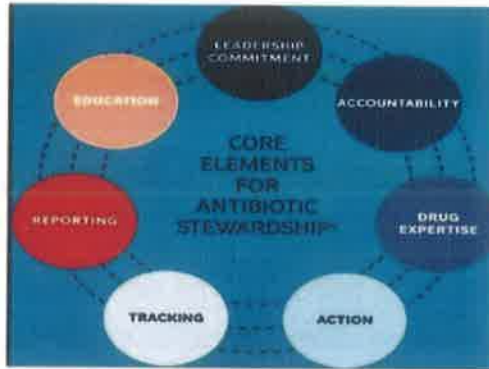 LEADERSHIP
COMMITMENT
ACCOUNTABILITY
DRUG
EXPERTISE
ACTION
TRACKING
REPORTING
EDUCATION
CORE
ELEMENTS
FOR
ANTIBIOTIC
STEWARDSHIP